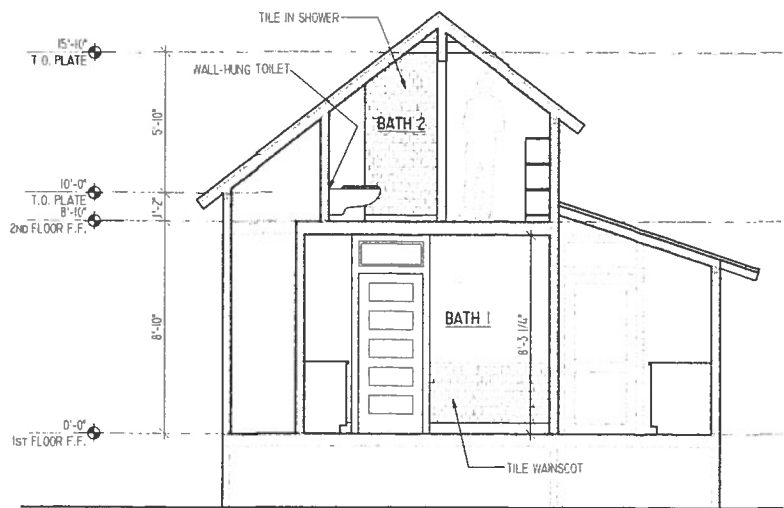 TILE IN SHOWER
15'-10"
T.O. PLATE
WALL-HUNG TOILET
BATH 2
5'-10"
10'-0"
T.O. PLATE
1'-2"
8'-10"
2ND FLOOR F.F.
BATH 1
8'-3 1/4"
8'-10"
0'-0"
1ST FLOOR F.F.
TILE WAINSCOT